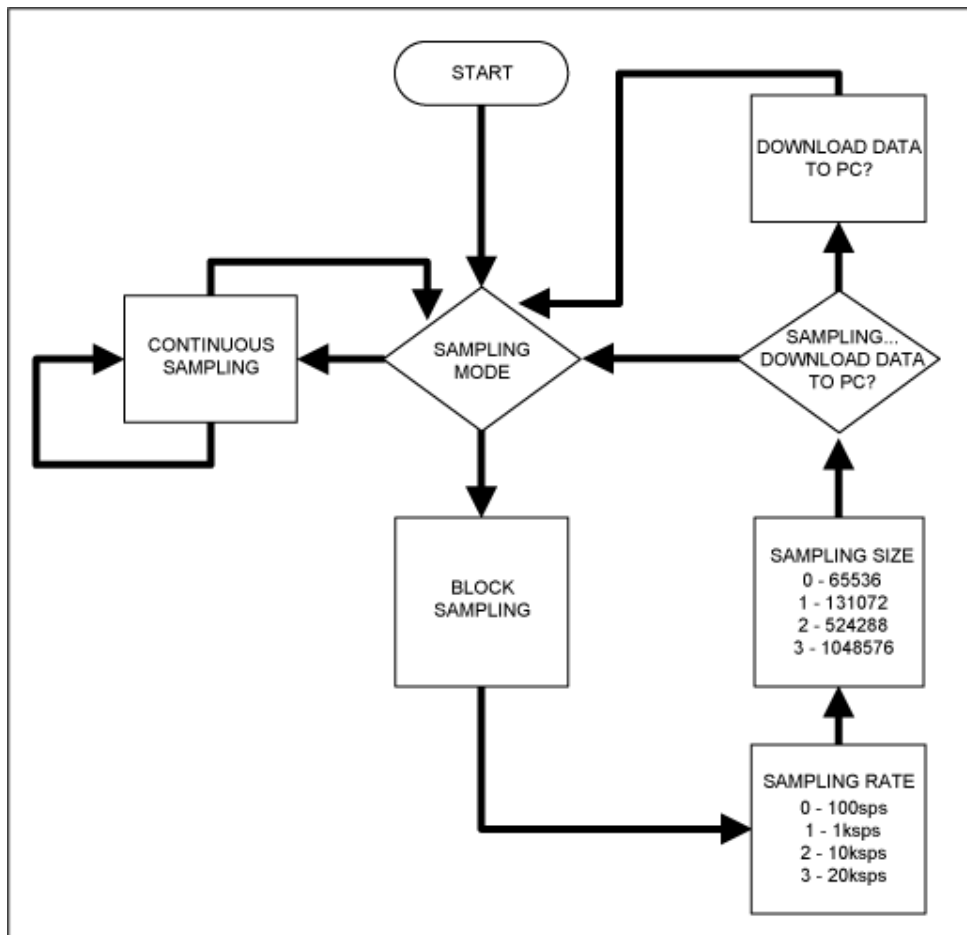 START
DOWNLOAD DATA
TO PC?
CONTINUOUS
SAMPLING
SAMPLING
MODE
SAMPLING...
DOWNLOAD DATA
TO PC?
BLOCK
SAMPLING
SAMPLING SIZE
0 - 65536
1 - 131072
2 - 524288
3 - 1048576
SAMPLING RATE
0 - 100sps
1 - 1ksps
2 - 10ksps
3 - 20ksps